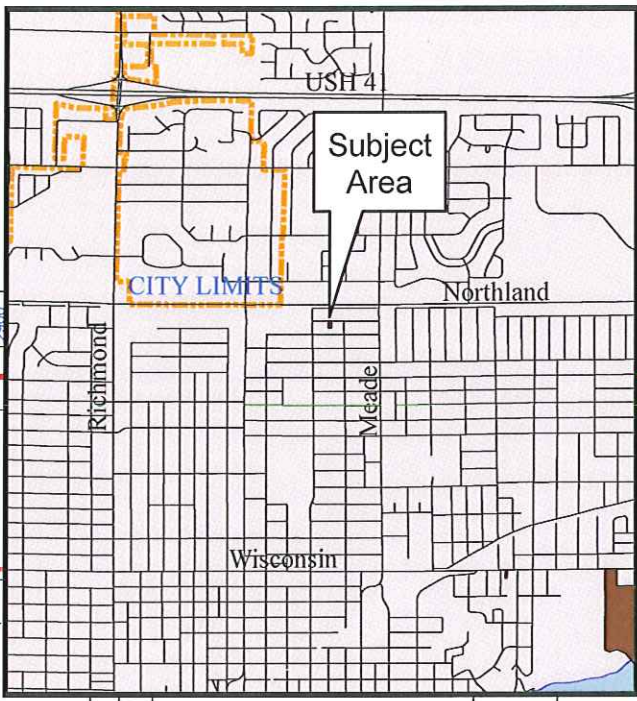 USH 41
Subject
Area
CITY LIMITS
Northland
Richmond
Meade
Wisconsin